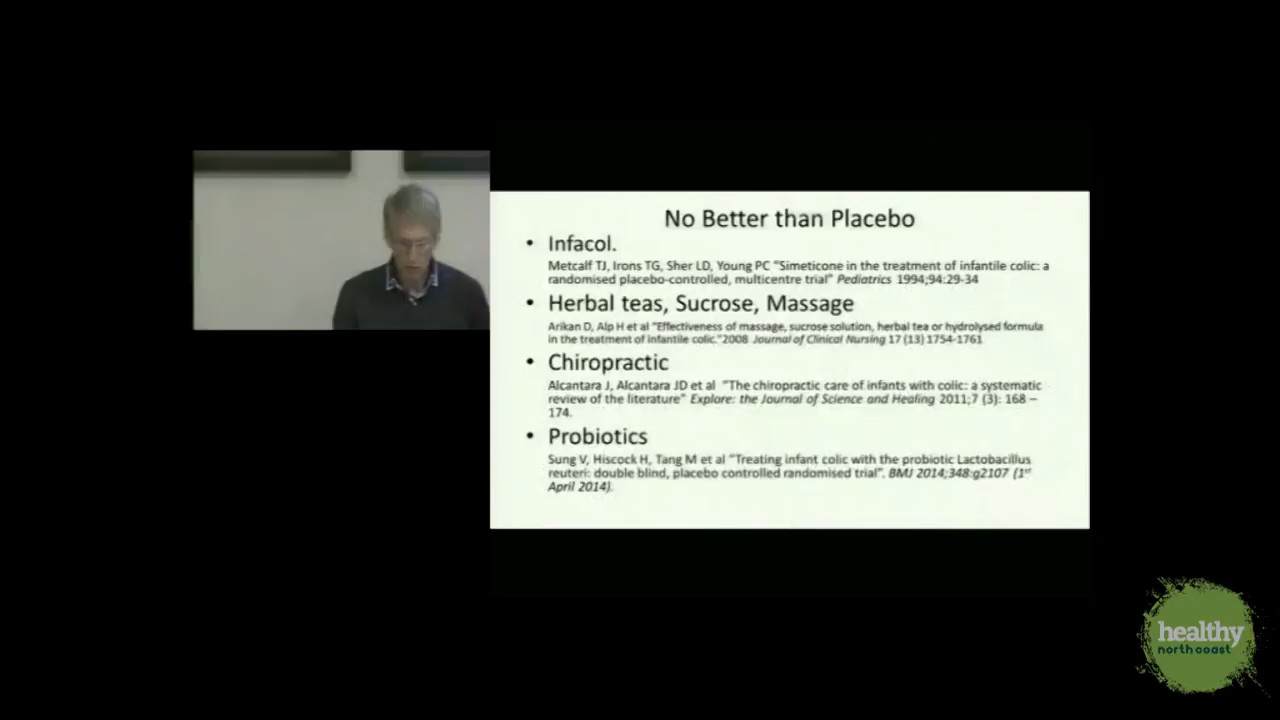 No Better than Placebo
• Infacol.
Metcalf TJ, Irons TG, Sher LD, Young PC “Simeticone in the treatment of infantile colic: a
randomised placebo-controlled, multicentre trial” Pediatrics 1994;94:29-34
• Herbal teas, Sucrose, Massage
Arikan D, Alp H et al “Effectiveness of massage, sucrose solution, herbal tea or hydrolysed formula
in the treatment of infantile colic.”2008 Journal of Clinical Nursing 17 (13) 1754-1761
• Chiropractic
Alcantara J, Alcantara JD et al “The chiropractic care of infants with colic: a systematic
review of the literature” Explore: the Journal of Science and Healing 2011;7 (3): 168 –
174.
• Probiotics
Sung V, Hiscock H, Tang M et al “Treating infant colic with the probiotic Lactobacillus
reuteri: double blind, placebo controlled randomised trial”. BMJ 2014;348:g2107 (1st
April 2014).
healthy
north coast